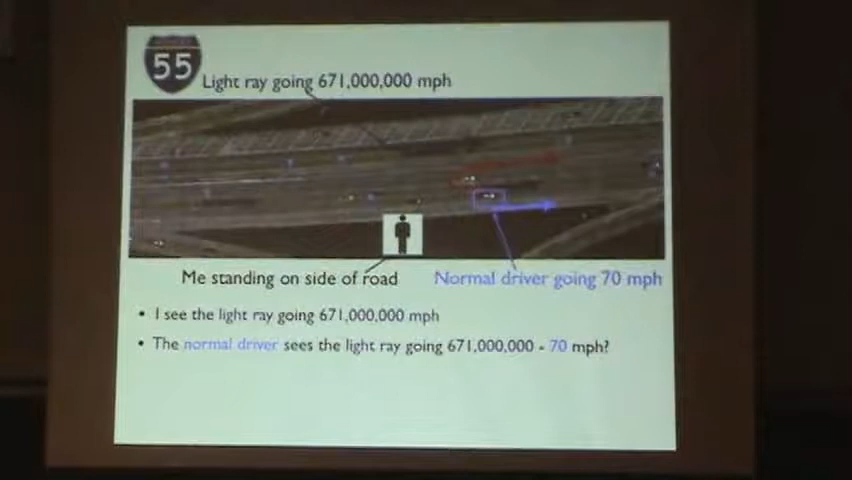 55
Light ray going 671,000,000 mph
Me standing on side of road
Normal driver going 70 mph
• I see the light ray going 671,000,000 mph
• The normal driver sees the light ray going 671,000,000 - 70 mph?